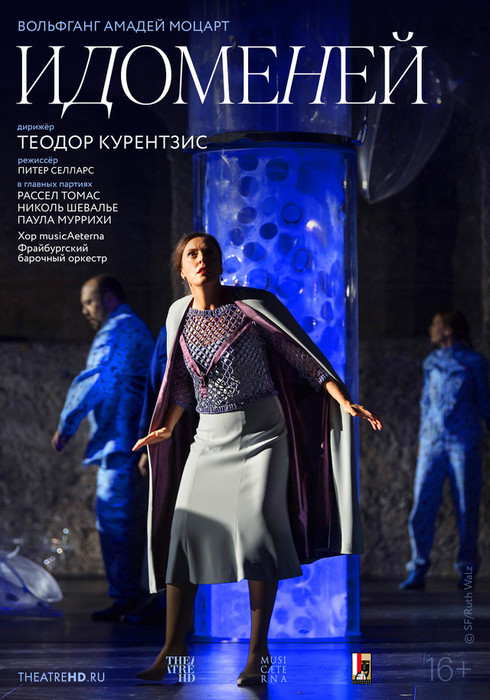 ВОЛЬФГАНГ АМАДЕЙ МОЦАРТ
ИДОМЕНЕЙ
дирижёр
ТЕОДОР КУРЕНТЗИС
режиссёр
ПИТЕР СЕЛЛАРС
в главных партиях
РАССЕЛ ТОМАС
НИКОЛЬ ШЕВАЛЬЕ
ПАУЛА МУРРИХИ
Хор musicAeterna
Фрайбургский
барочный оркестр
© SF/Ruth Walz
THEATREHD.RU
THE/
ATRE
HD
MUSI
CÆTE
RNA
16+